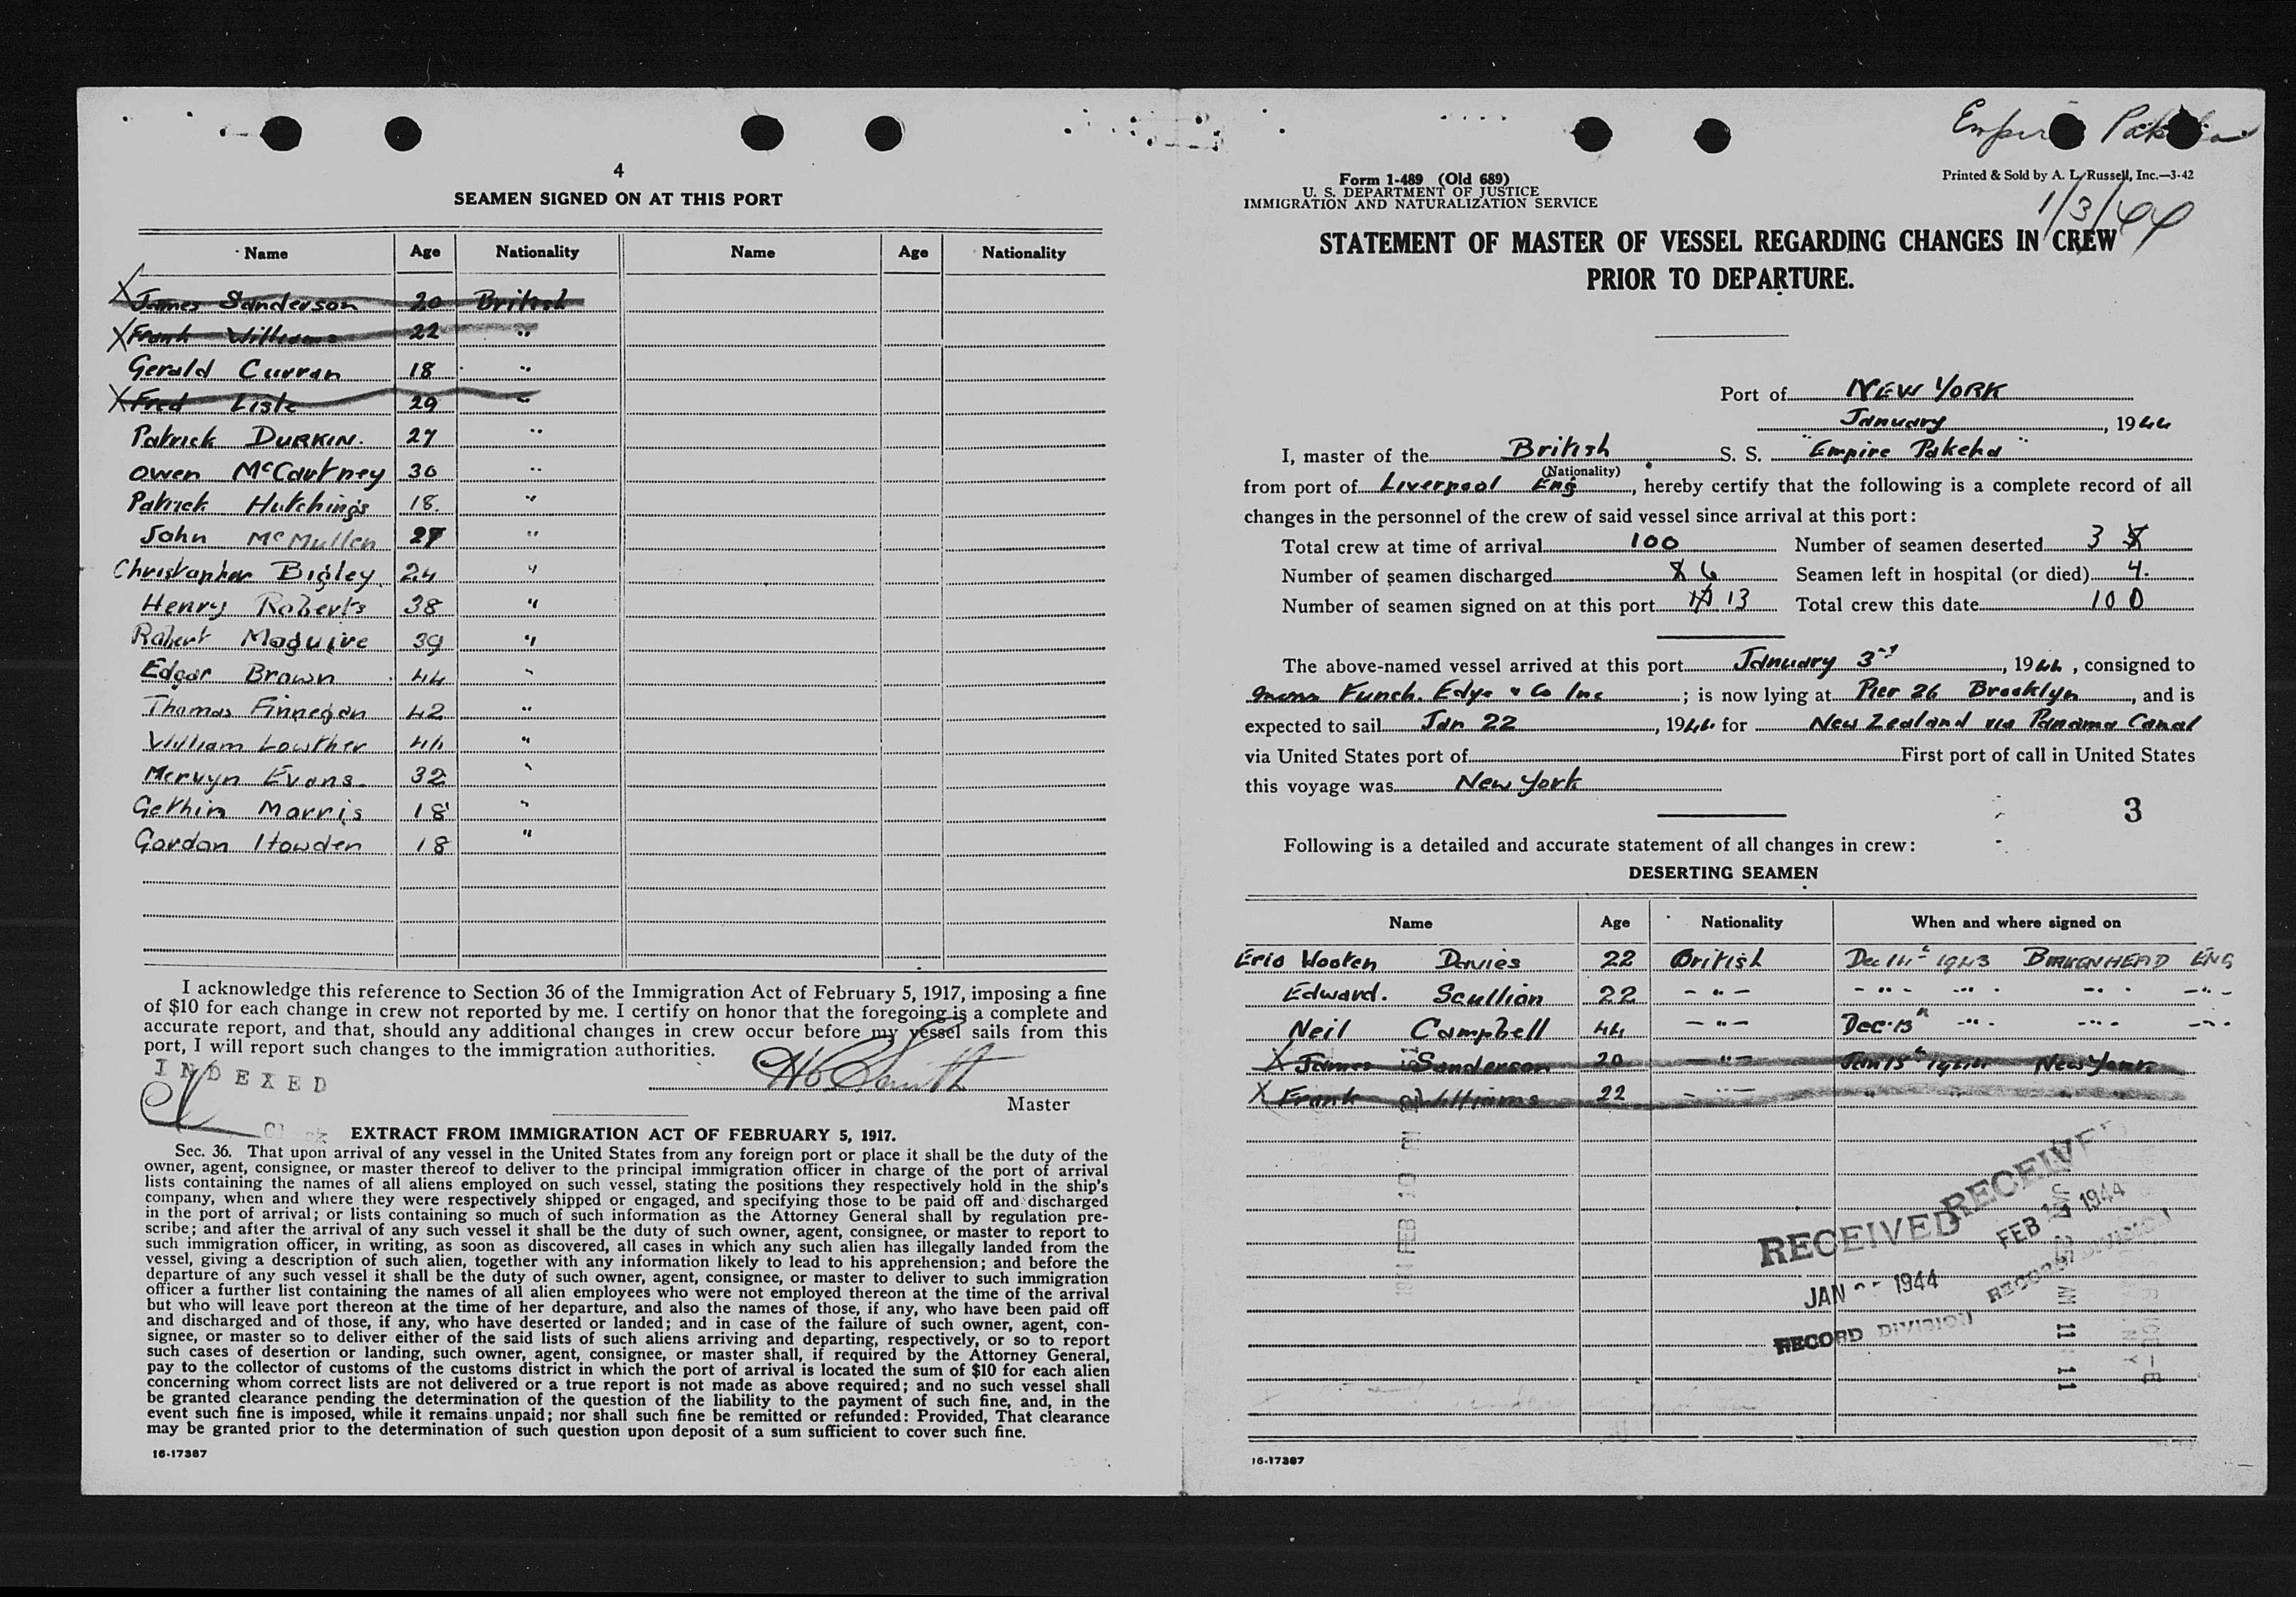 4
SEAMEN SIGNED ON AT THIS PORT
Name Age Nationality Name Age Nationality
X James Sanderson 20 British
X Frank Williams 22 "
Gerald Curran 18 "
X Fred Lisle 29 "
Patrick DURKIN. 27 "
Owen McCartney 30 "
Patrick Hutchings 18. "
John McMullen 27 "
Christopher Bigley. 24 "
Henry Roberts 38 "
Robert Maguire 39 "
Edgar Brown 44 "
Thomas Finnegan 42 "
William Lowther 44 "
Mervyn Evans 32 "
Gethin Morris 18 "
Gordon Howden 18 "
I acknowledge this reference to Section 36 of the Immigration Act of February 5, 1917, imposing a fine
of $10 for each change in crew not reported by me. I certify on honor that the foregoing is a complete and
accurate report, and that, should any additional changes in crew occur before my vessel sails from this
port, I will report such changes to the immigration authorities.
INDEXED
Smith
Master
Clerk
EXTRACT FROM IMMIGRATION ACT OF FEBRUARY 5, 1917.
Sec. 36. That upon arrival of any vessel in the United States from any foreign port or place it shall be the duty of the
owner, agent, consignee, or master thereof to deliver to the principal immigration officer in charge of the port of arrival
lists containing the names of all aliens employed on such vessel, stating the positions they respectively hold in the ship's
company, when and where they were respectively shipped or engaged, and specifying those to be paid off and discharged
in the port of arrival; or lists containing so much of such information as the Attorney General shall by regulation pre-
scribe; and after the arrival of any such vessel it shall be the duty of such owner, agent, consignee, or master to report to
such immigration officer, in writing, as soon as discovered, all cases in which any such alien has illegally landed from the
vessel, giving a description of such alien, together with any information likely to lead to his apprehension; and before the
departure of any such vessel it shall be the duty of such owner, agent, consignee, or master to deliver to such immigration
officer a further list containing the names of all alien employees who were not employed thereon at the time of the arrival
but who will leave port thereon at the time of her departure, and also the names of those, if any, who have been paid off
and discharged and of those, if any, who have deserted or landed; and in case of the failure of such owner, agent, con-
signee, or master so to deliver either of the said lists of such aliens arriving and departing, respectively, or so to report
such cases of desertion or landing, such owner, agent, consignee, or master shall, if required by the Attorney General,
pay to the collector of customs of the customs district in which the port of arrival is located the sum of $10 for each alien
concerning whom correct lists are not delivered or a true report is not made as above required; and no such vessel shall
be granted clearance pending the determination of the question of the liability to the payment of such fine, and, in the
event such fine is imposed, while it remains unpaid; nor shall such fine be remitted or refunded: Provided, That clearance
may be granted prior to the determination of such question upon deposit of a sum sufficient to cover such fine.
16-17387
Empire Pakeha
Form 1-489 (Old 689)
U. S. DEPARTMENT OF JUSTICE
IMMIGRATION AND NATURALIZATION SERVICE
Printed & Sold by A. L. Russell, Inc.—3-42
1/3/44
STATEMENT OF MASTER OF VESSEL REGARDING CHANGES IN CREW
PRIOR TO DEPARTURE.
Port of NEW YORK
January, 1944
I, master of the British S. S. "Empire Pakeha"
(Nationality)
from port of Liverpool Eng, hereby certify that the following is a complete record of all
changes in the personnel of the crew of said vessel since arrival at this port:
Total crew at time of arrival 100 Number of seamen deserted 3
Number of seamen discharged 6 Seamen left in hospital (or died) 4.
Number of seamen signed on at this port 13 Total crew this date 100
The above-named vessel arrived at this port January 3rd, 1944, consigned to
Funch. Edye & Co Inc; is now lying at Pier 26 Brooklyn, and is
expected to sail Jan 22, 1944 for New Zealand via Panama Canal
via United States port of First port of call in United States
this voyage was New York
3
Following is a detailed and accurate statement of all changes in crew:
DESERTING SEAMEN
Name Age Nationality When and where signed on
Eric Wooten Davies 22 British Dec 14th 1943 BIRKENHEAD ENG
Edward. Scullion 22 - " - - " - - " - - " - - " -
Neil Campbell 44 - " - Dec 13th - " - - " - - " -
X James Sanderson 20 - " - Jan 15th 1944 New York
X Frank Williams 22 - " " " "
RECEIVED
JAN 1944
RECORD DIVISION
RECEIVED
FEB 1944
RECORD DIVISION
1944 FEB 10
AM 11 11
16-17387